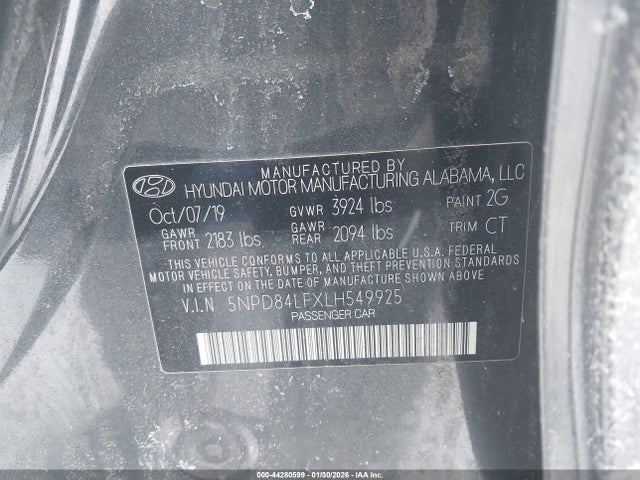 MANUFACTURED BY
HYUNDAI MOTOR MANUFACTURING ALABAMA, LLC
Oct/07/19 GVWR 3924 lbs PAINT 2G
GAWR FRONT 2183 lbs GAWR REAR 2094 lbs TRIM CT
THIS VEHICLE CONFORMS TO ALL APPLICABLE U.S.A. FEDERAL
MOTOR VEHICLE SAFETY, BUMPER, AND THEFT PREVENTION STANDARDS
IN EFFECT ON THE DATE OF MANUFACTURE SHOWN ABOVE.
V.I.N 5NPD84LFXLH549925
PASSENGER CAR
000-44280599 - 01/30/2026 - IAA Inc. - Copart